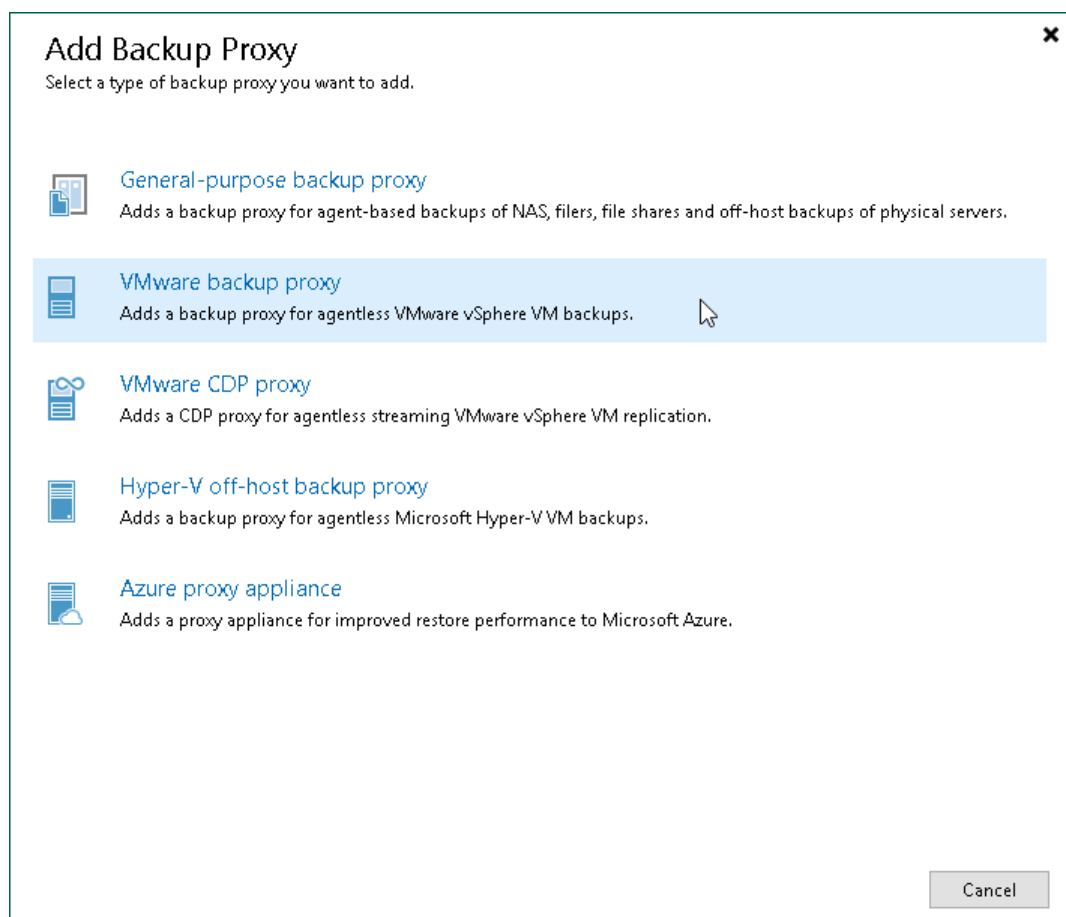 Add Backup Proxy
Select a type of backup proxy you want to add.
General-purpose backup proxy
Adds a backup proxy for agent-based backups of NAS, filers, file shares and off-host backups of physical servers.
VMware backup proxy
Adds a backup proxy for agentless VMware vSphere VM backups.
VMware CDP proxy
Adds a CDP proxy for agentless streaming VMware vSphere VM replication.
Hyper-V off-host backup proxy
Adds a backup proxy for agentless Microsoft Hyper-V VM backups.
Azure proxy appliance
Adds a proxy appliance for improved restore performance to Microsoft Azure.
Cancel